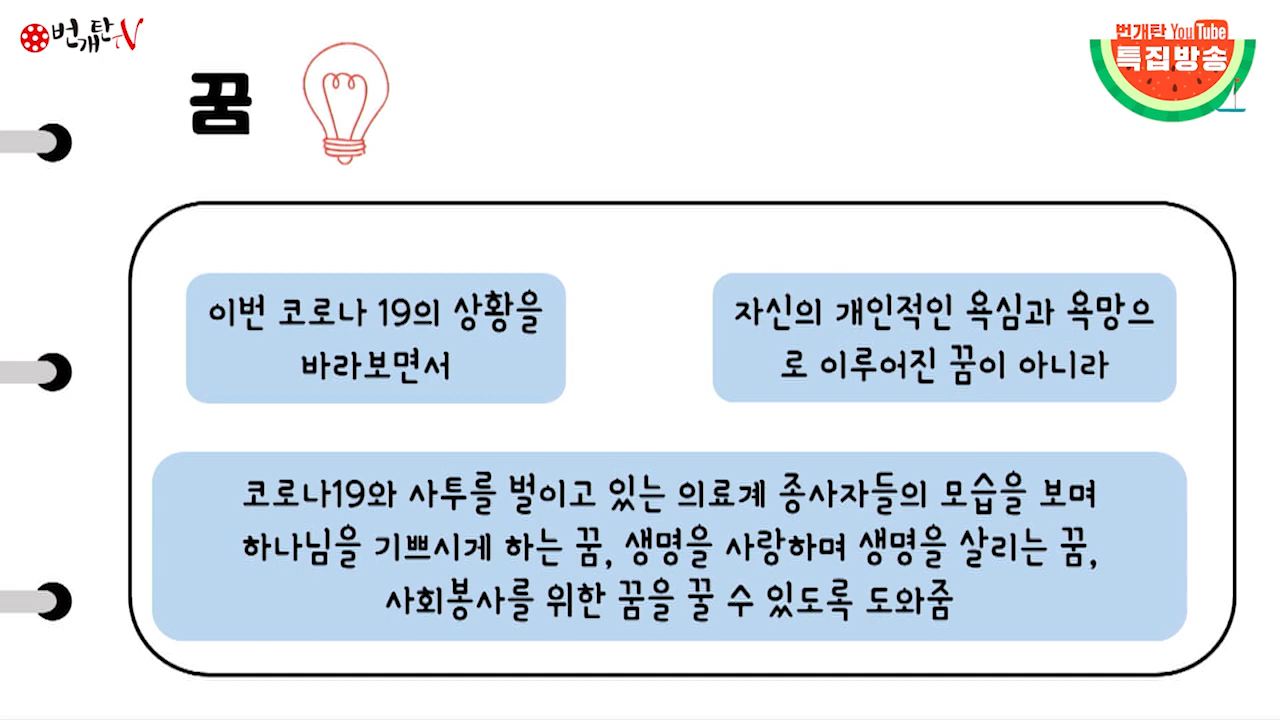 번개탄TV
번개탄 YouTube
특집방송
꿈
이번 코로나 19의 상황을
바라보면서
자신의 개인적인 욕심과 욕망으
로 이루어진 꿈이 아니라
코로나19와 사투를 벌이고 있는 의료계 종사자들의 모습을 보며
하나님을 기쁘시게 하는 꿈, 생명을 사랑하며 생명을 살리는 꿈,
사회봉사를 위한 꿈을 꿀 수 있도록 도와줌